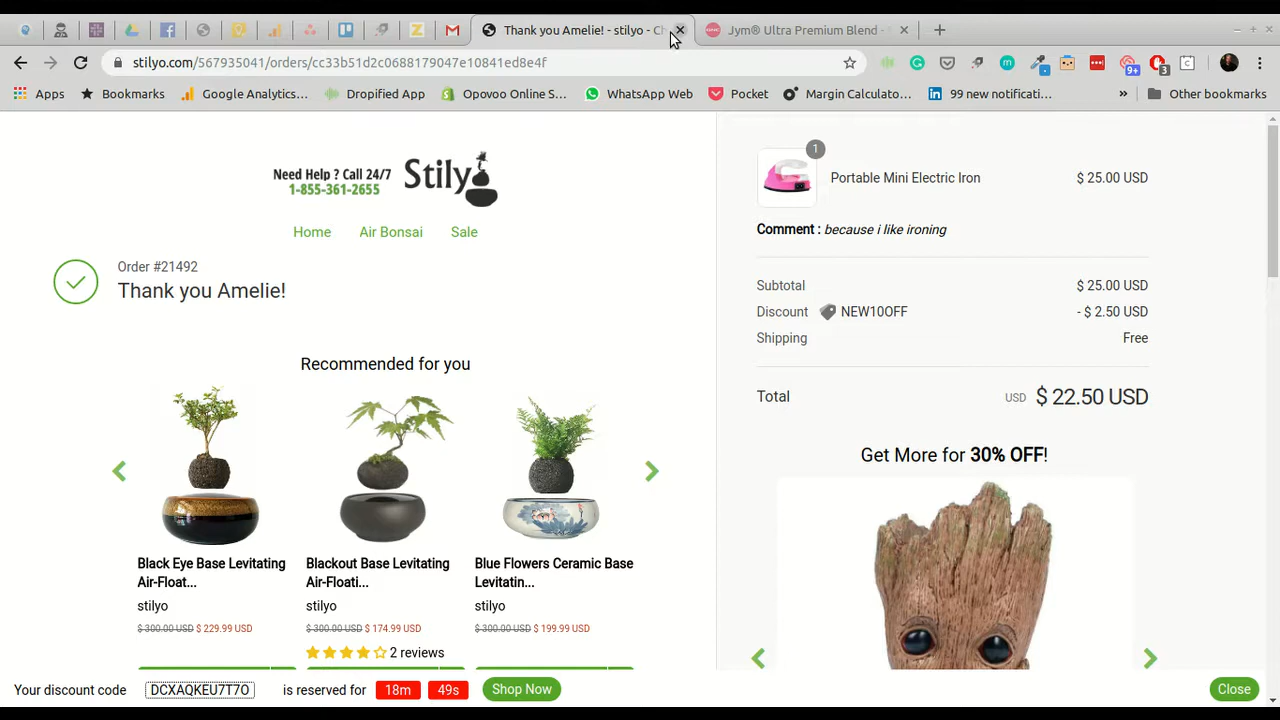 Thank you Amelie! - stilyo - Ch
Jym® Ultra Premium Blend -
stilyo.com/567935041/orders/cc33b51d2c0081179047e10841ed8e4f
9+
3
Apps
Bookmarks
Google Analytics...
Dropified App
Opovoo Online S...
WhatsApp Web
Pocket
Margin Calculato...
99 new notificati...
»
Other bookmarks
Need Help ? Call 24/7
1-855-361-2655
Stilyo
Home
Air Bonsai
Sale
Order #21492
Thank you Amelie!
Recommended for you
Black Eye Base Levitating
Air-Float...
stilyo
$ 300.00 USD $ 229.99 USD
Blackout Base Levitating
Air-Floati...
stilyo
$ 300.00 USD $ 174.99 USD
2 reviews
Blue Flowers Ceramic Base
Levitatin...
stilyo
$ 300.00 USD $ 199.99 USD
1
Portable Mini Electric Iron
$ 25.00 USD
Comment : because i like ironing
Subtotal
$ 25.00 USD
Discount
NEW10OFF
- $ 2.50 USD
Shipping
Free
Total
USD $ 22.50 USD
Get More for 30% OFF!
Your discount code
DCXAQKEU7T7O
is reserved for
18m
49s
Shop Now
Close